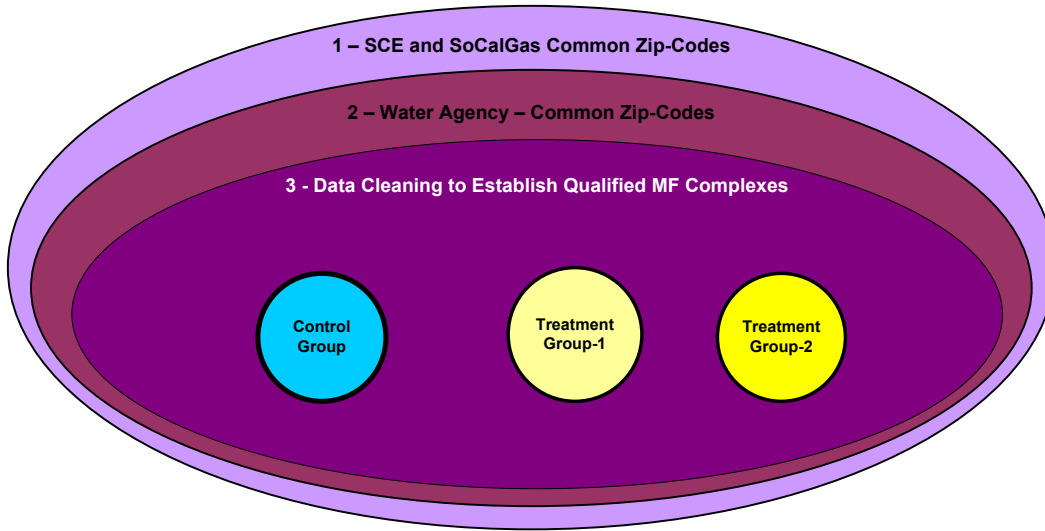 1 – SCE and SoCalGas Common Zip-Codes
2 – Water Agency – Common Zip-Codes
3 - Data Cleaning to Establish Qualified MF Complexes
Control
Group
Treatment
Group-1
Treatment
Group-2